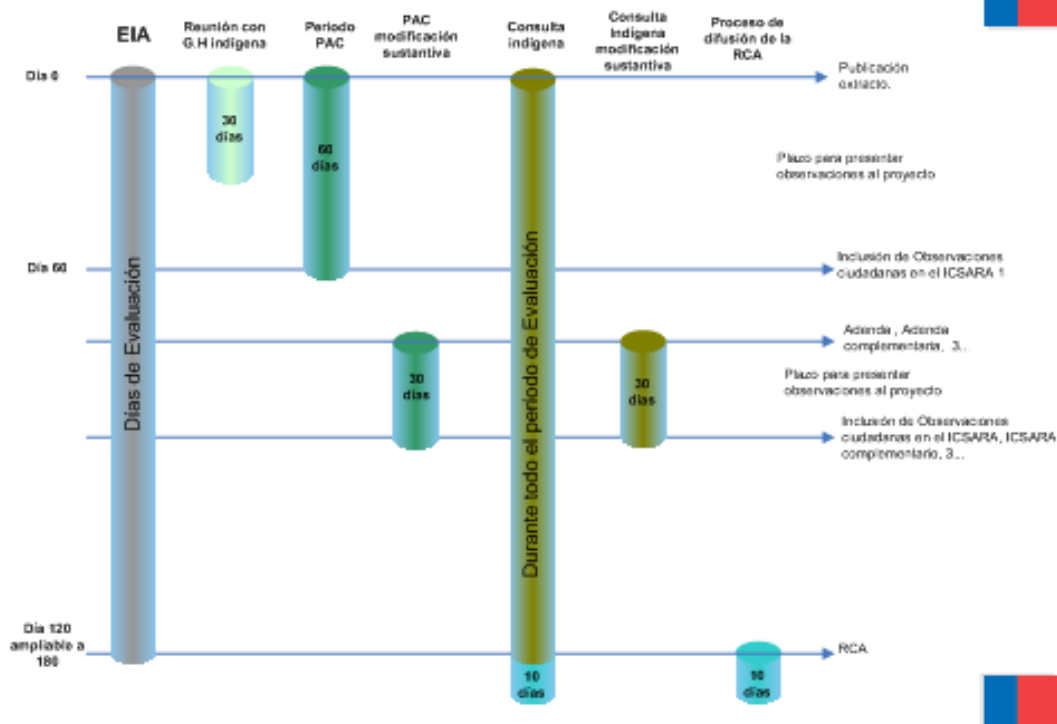 EIA
Reunión con
G.H indígena
Periodo
PAC
PAC
modificación
sustantiva
Consulta
indígena
Consulta
Indígena
modificación
sustantiva
Proceso de
difusión de la
RCA
Día 0
Publicación
extracto.
30
días
60
días
Plazo para presentar
observaciones al proyecto
Días de Evaluación
Durante todo el período de Evaluación
Día 60
Inclusión de Observaciones
ciudadanas en el ICSARA 1
Adenda , Adenda
complementaria, 3...
30
días
30
días
Plazo para presentar
observaciones al proyecto
Inclusión de Observaciones
ciudadanas en el ICSARA, ICSARA
complementario, 3...
Día 120
ampliable a
180
RCA
10
días
10
días